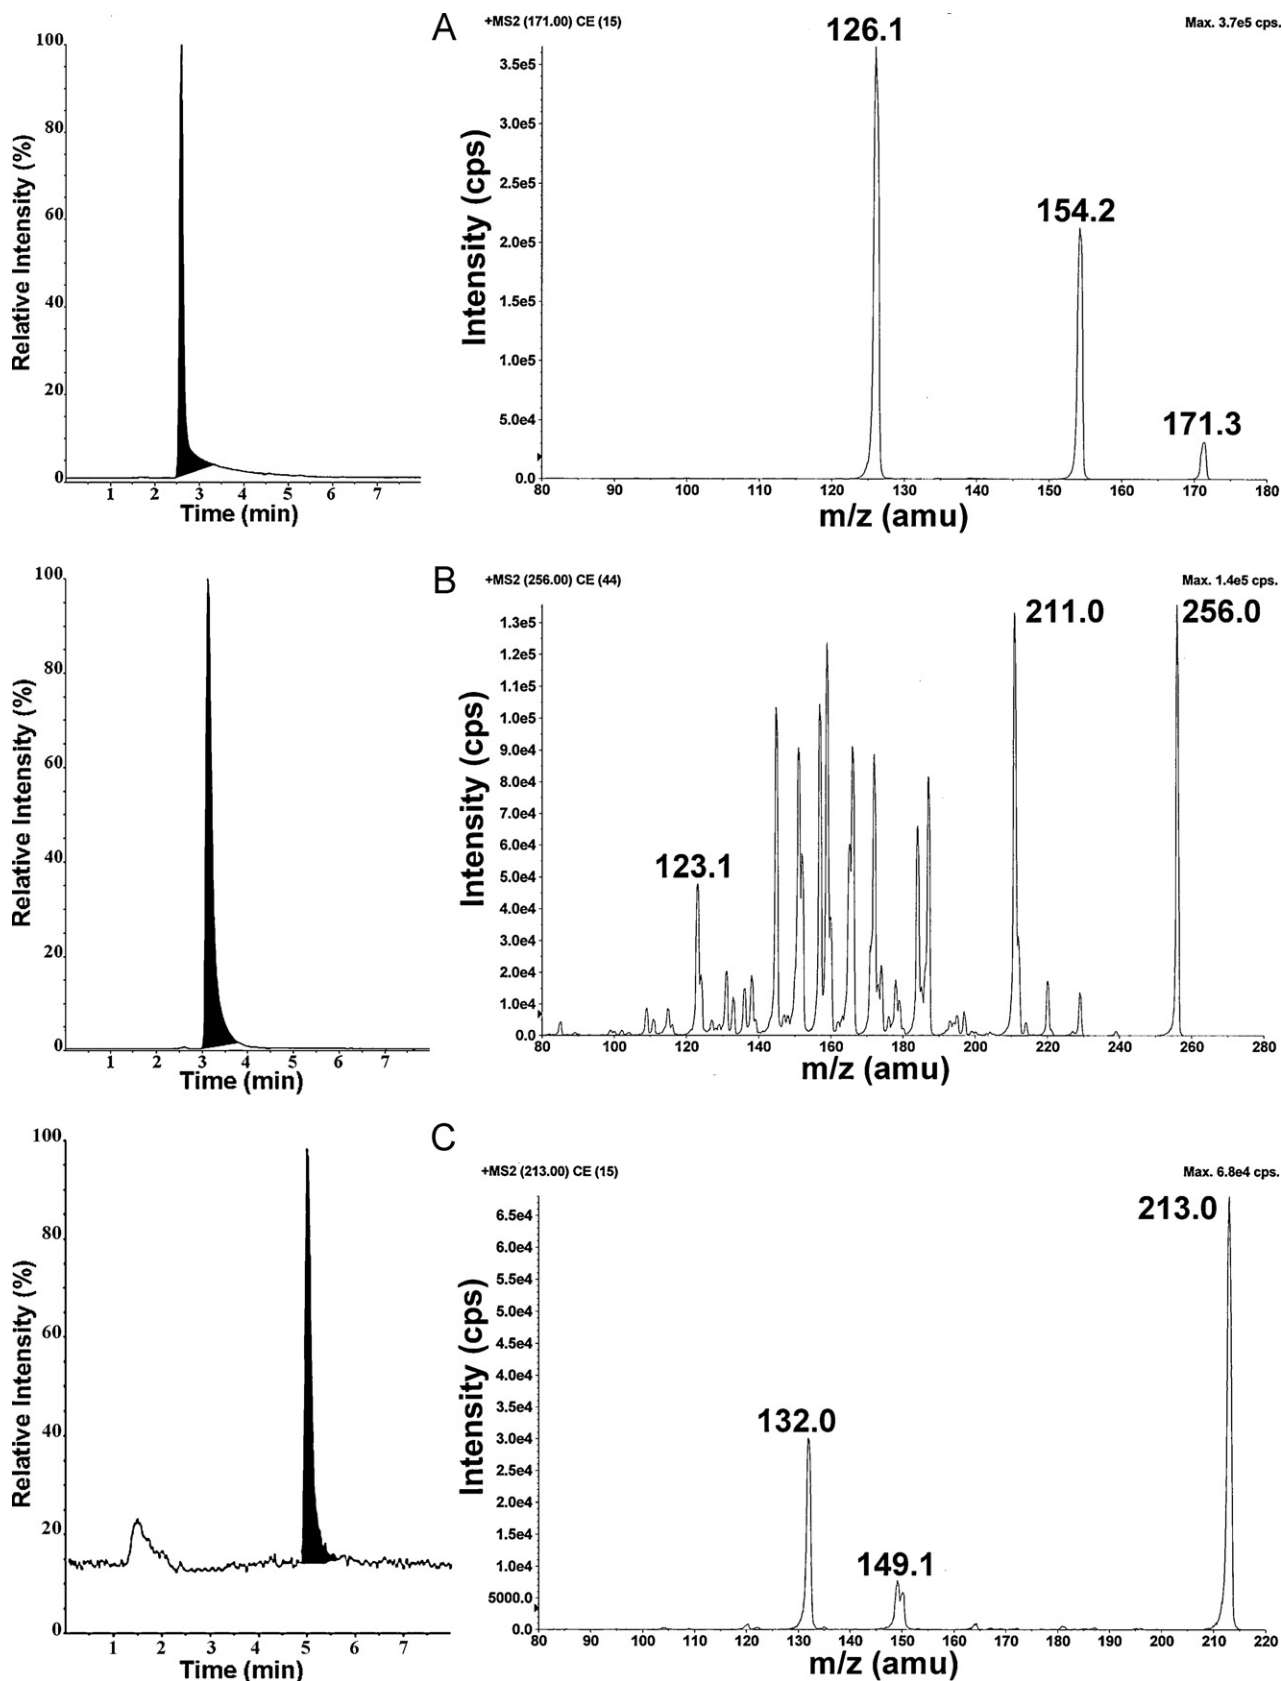 A
100
80
60
40
20
0
Relative Intensity (%)
1 2 3 4 5 6 7
Time (min)
+MS2 (171.00) CE (15)
Max. 3.7e5 cps.
126.1
154.2
171.3
3.5e5
3.0e5
2.5e5
2.0e5
1.5e5
1.0e5
5.0e4
0.0
Intensity (cps)
80 90 100 110 120 130 140 150 160 170 180
m/z (amu)
B
100
80
60
40
20
0
Relative Intensity (%)
1 2 3 4 5 6 7
Time (min)
+MS2 (256.00) CE (44)
Max. 1.4e5 cps.
211.0
256.0
123.1
1.3e5
1.2e5
1.1e5
1.0e5
9.0e4
8.0e4
7.0e4
6.0e4
5.0e4
4.0e4
3.0e4
2.0e4
1.0e4
0.0
Intensity (cps)
80 100 120 140 160 180 200 220 240 260 280
m/z (amu)
C
100
80
60
40
20
0
Relative Intensity (%)
1 2 3 4 5 6 7
Time (min)
+MS2 (213.00) CE (15)
Max. 6.8e4 cps.
213.0
132.0
149.1
6.5e4
6.0e4
5.5e4
5.0e4
4.5e4
4.0e4
3.5e4
3.0e4
2.5e4
2.0e4
1.5e4
1.0e4
5000.0
0.0
Intensity (cps)
80 90 100 110 120 130 140 150 160 170 180 190 200 210 220
m/z (amu)